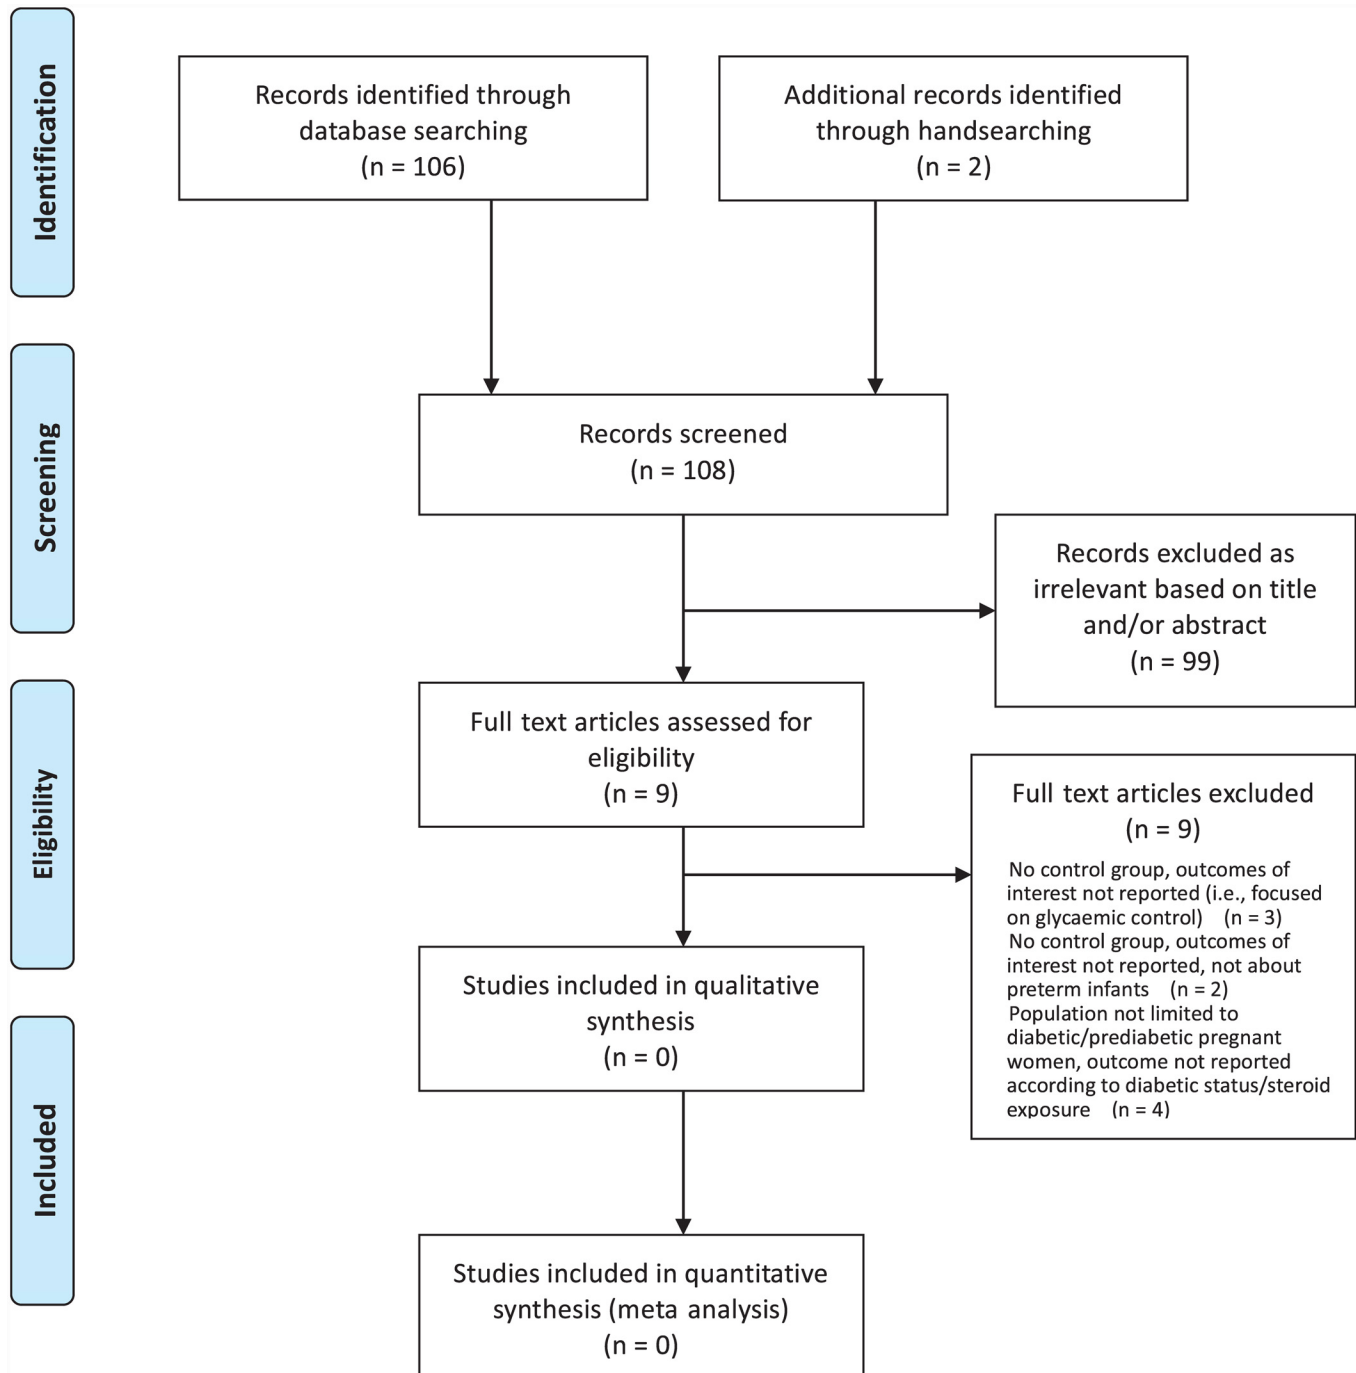 Identification
Records identified through
database searching
(n = 106)
Additional records identified
through handsearching
(n = 2)
Screening
Records screened
(n = 108)
Records excluded as
irrelevant based on title
and/or abstract
(n = 99)
Eligibility
Full text articles assessed for
eligibility
(n = 9)
Full text articles excluded
(n = 9)
No control group, outcomes of
interest not reported (i.e., focused
on glycaemic control) (n = 3)
No control group, outcomes of
interest not reported, not about
preterm infants (n = 2)
Population not limited to
diabetic/prediabetic pregnant
women, outcome not reported
according to diabetic status/steroid
exposure (n = 4)
Included
Studies included in qualitative
synthesis
(n = 0)
Studies included in quantitative
synthesis (meta analysis)
(n = 0)